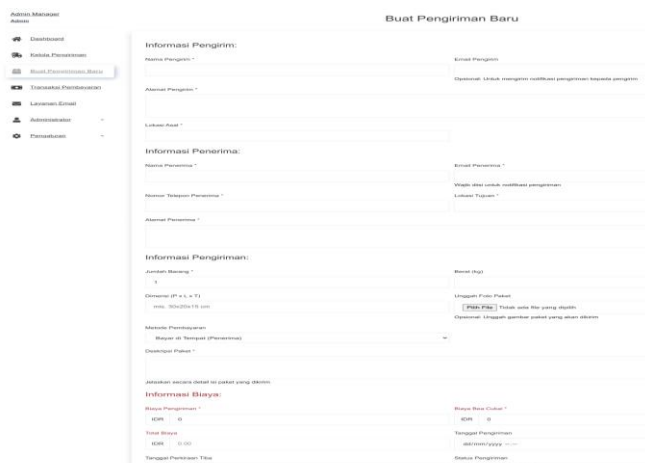 Admin Manager
Admin
Dashboard
Kelola Pengiriman
Buat Pengiriman Baru
Transaksi Pembayaran
Layanan Email
Administrator
Pengaturan
Buat Pengiriman Baru
Informasi Pengirim:
Nama Pengirim *
Email Pengirim
Opsional: Untuk mengirim notifikasi pengiriman kepada pengirim
Alamat Pengirim *
Lokasi Asal *
Informasi Penerima:
Nama Penerima *
Email Penerima *
Wajib diisi untuk notifikasi pengiriman
Nomor Telepon Penerima *
Lokasi Tujuan *
Alamat Penerima *
Informasi Pengiriman:
Jumlah Barang *
Berat (kg)
1
Dimensi (P x L x T)
Unggah Foto Paket
mis. 30x20x15 cm
Pilih File Tidak ada file yang dipilih
Opsional: Unggah gambar paket yang akan dikirim
Metode Pembayaran
Bayar di Tempat (Penerima)
Deskripsi Paket *
Jelaskan secara detail isi paket yang dikirim
Informasi Biaya:
Biaya Pengiriman *
Biaya Bea Cukai *
IDR 0
IDR 0
Total Biaya
Tanggal Pengiriman
IDR 0.00
dd/mm/yyyy --:--
Tanggal Perkiraan Tiba
Status Pengiriman